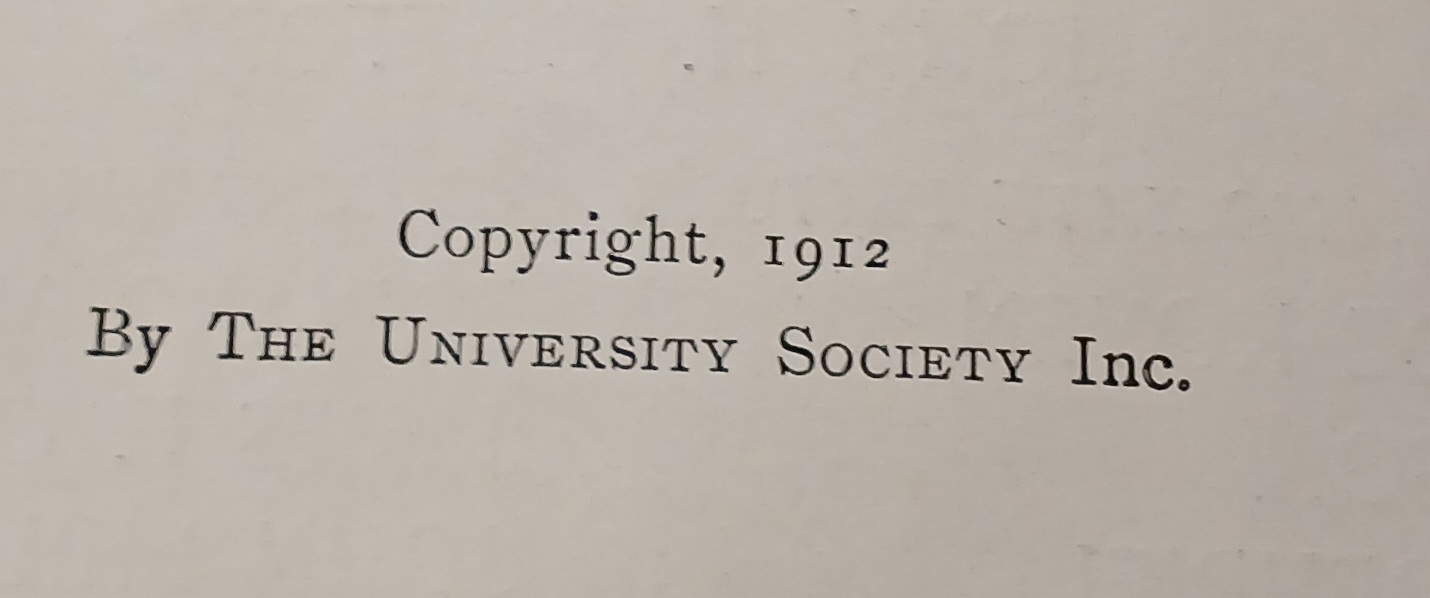 Copyright, 1912
By THE UNIVERSITY SOCIETY Inc.